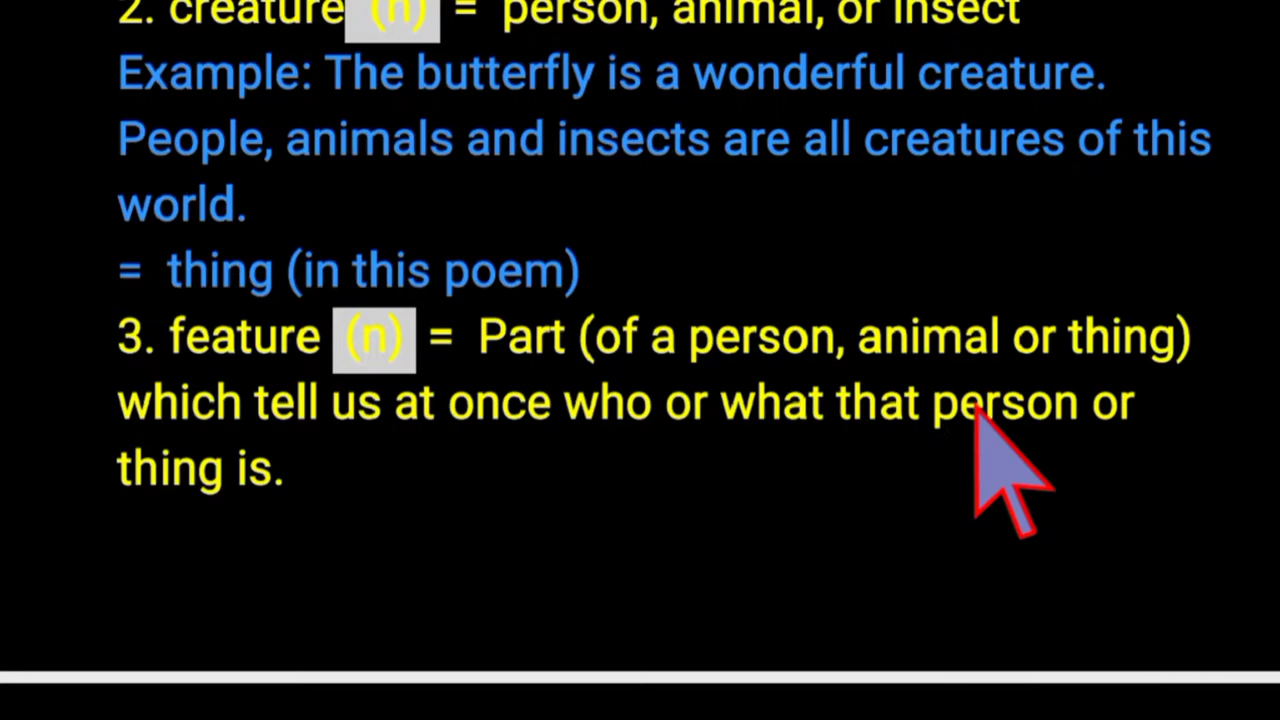 2. creature (n) = person, animal, or insect
Example: The butterfly is a wonderful creature.
People, animals and insects are all creatures of this
world.
= thing (in this poem)
3. feature (n) = Part (of a person, animal or thing)
which tell us at once who or what that person or
thing is.